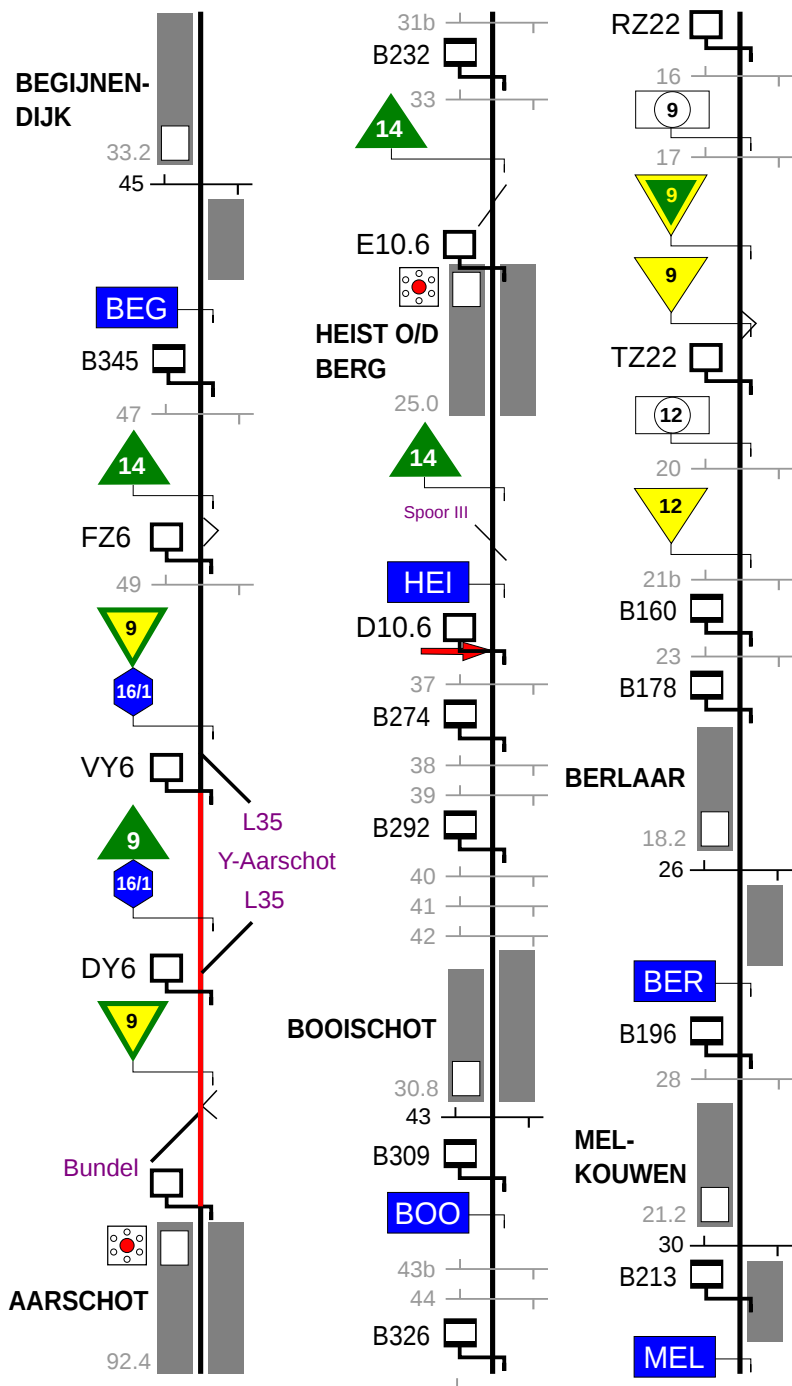 BEGIJNEN-
DIJK
33.2
45
BEG
B345
47
14
FZ6
49
9
16/1
VY6
L35
Y-Aarschot
9
16/1
L35
DY6
9
Bundel
AARSCHOT
92.4
31b
B232
33
14
E10.6
HEIST O/D
BERG
25.0
14
Spoor III
HEI
D10.6
37
B274
38
39
B292
40
41
42
BOOISCHOT
30.8
43
B309
BOO
43b
44
B326
RZ22
16
9
17
9
9
TZ22
12
20
12
21b
B160
23
B178
BERLAAR
18.2
26
BER
B196
28
MEL-
KOUWEN
21.2
30
B213
MEL